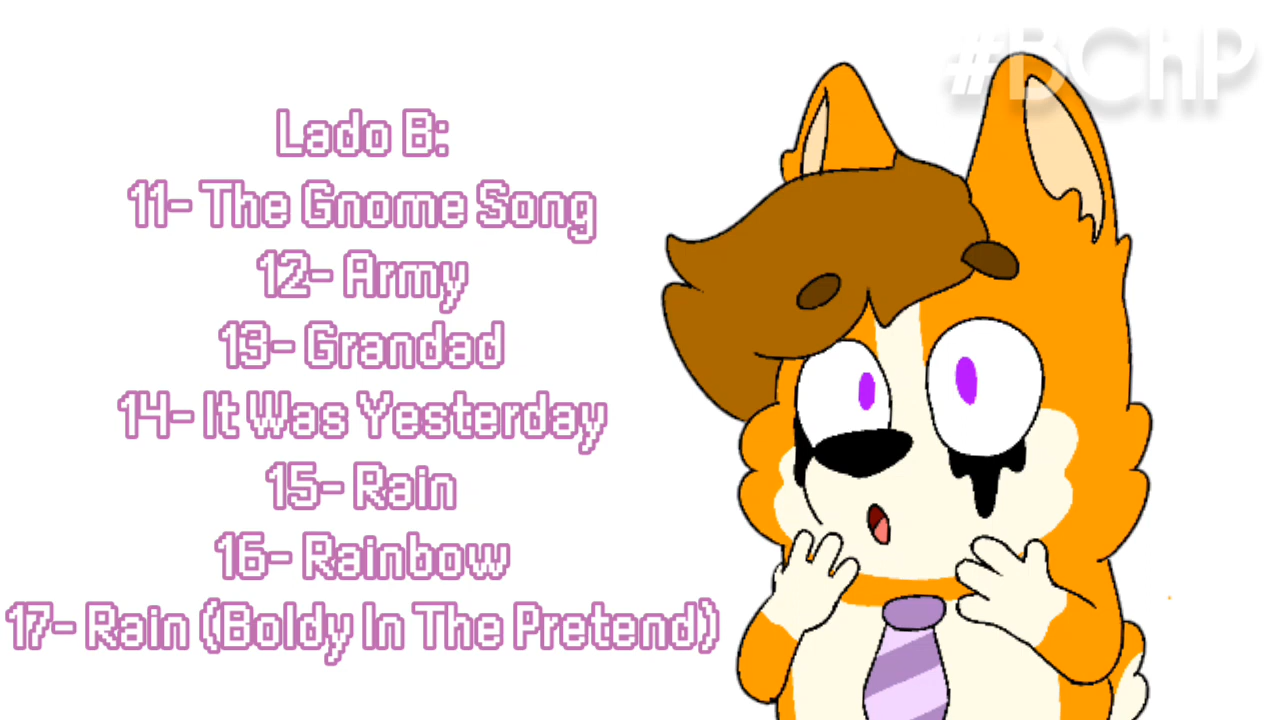 #BChP
Lado B:
11- The Gnome Song
12- Army
13- Grandad
14- It Was Yesterday
15- Rain
16- Rainbow
17- Rain (Boldy In The Pretend)